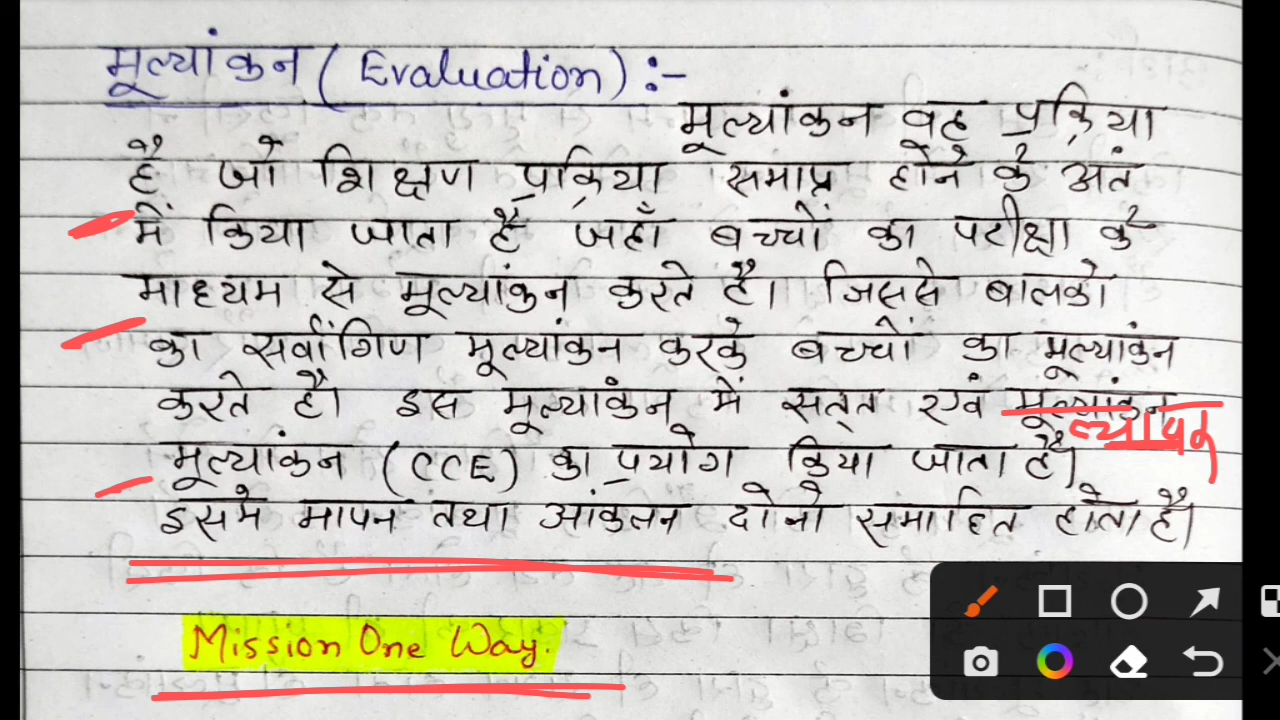 मूल्यांकन (Evaluation) :-
मूल्यांकन वह प्रक्रिया
है जो शिक्षण प्रक्रिया समाप्त होने के अंत
में किया जाता है जहाँ बच्चों का परीक्षा के
माध्यम से मूल्यांकन करते है। जिससे बालको
का सर्वांगिण मूल्यांकन करके बच्चों का मूल्यांकन
करते है। इस मूल्यांकन में सतत् एवं मूल्यांकन
मूल्यांकन (CCE) का प्रयोग किया जाता है।
इसमे मापन तथा आंकलन दोनो समाहित होता है।
Mission One Way.